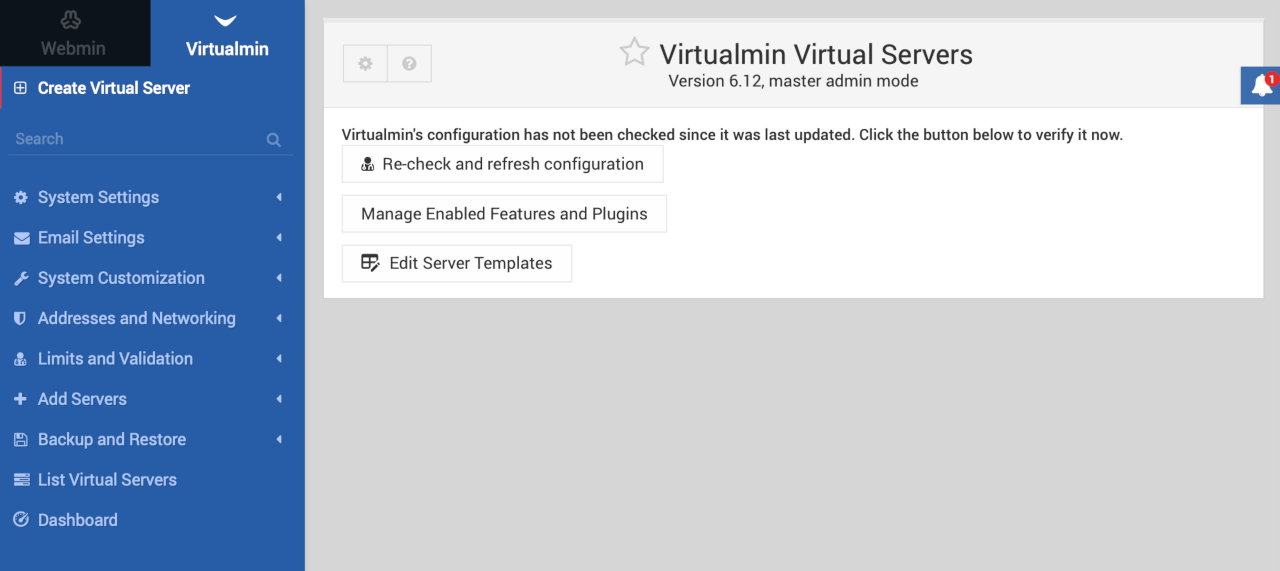 Webmin
Virtualmin
Create Virtual Server
Search
System Settings
Email Settings
System Customization
Addresses and Networking
Limits and Validation
Add Servers
Backup and Restore
List Virtual Servers
Dashboard
Virtualmin Virtual Servers
Version 6.12, master admin mode
1
Virtualmin's configuration has not been checked since it was last updated. Click the button below to verify it now.
Re-check and refresh configuration
Manage Enabled Features and Plugins
Edit Server Templates